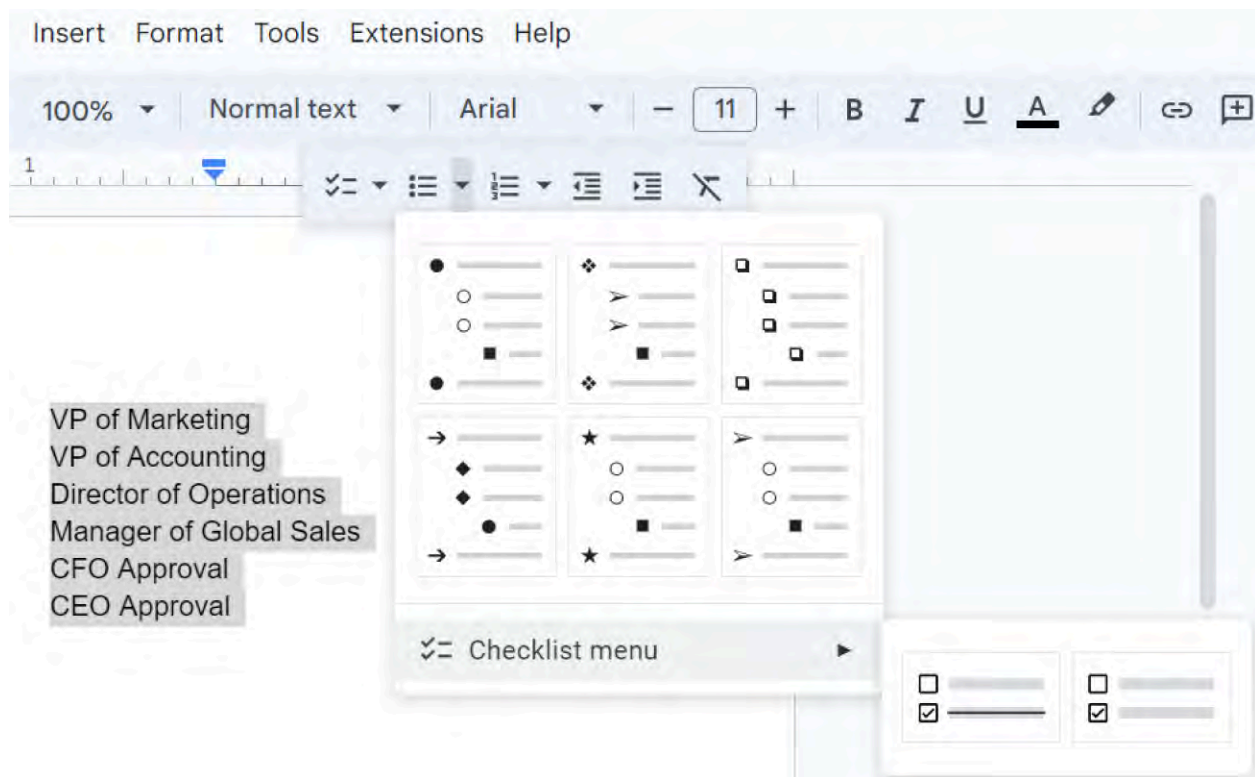 Insert Format Tools Extensions Help
100% Normal text Arial − 11 + B I U A
1
VP of Marketing
VP of Accounting
Director of Operations
Manager of Global Sales
CFO Approval
CEO Approval
Checklist menu